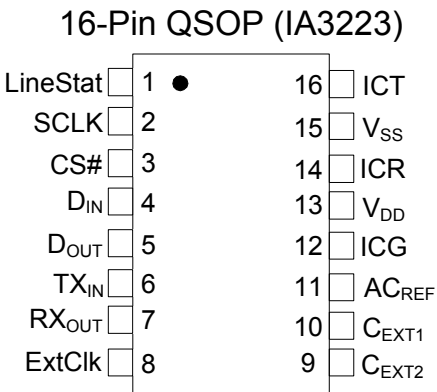 16-Pin QSOP (IA3223)
LineStat 1 16 ICT
SCLK 2 15 VSS
CS# 3 14 ICR
DIN 4 13 VDD
DOUT 5 12 ICG
TXIN 6 11 ACREF
RXOUT 7 10 CEXT1
ExtClk 8 9 CEXT2